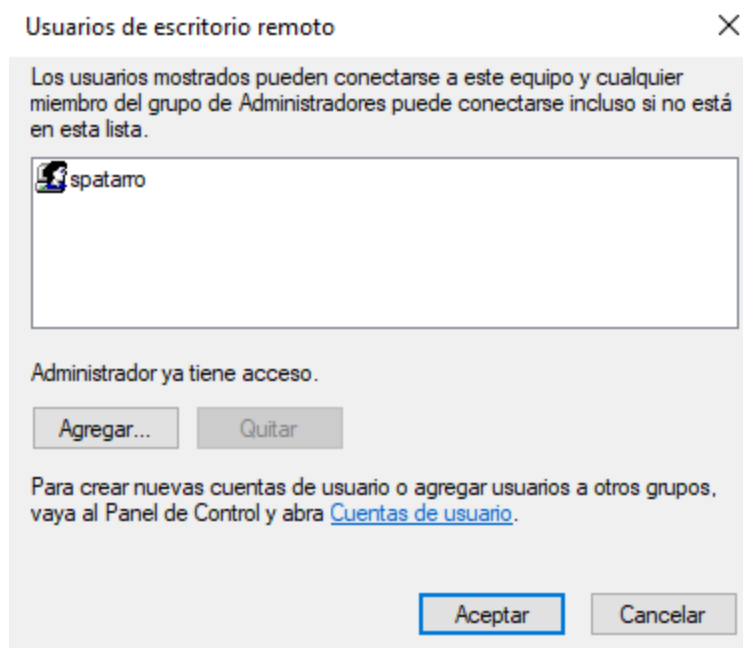 Usuarios de escritorio remoto
Los usuarios mostrados pueden conectarse a este equipo y cualquier
miembro del grupo de Administradores puede conectarse incluso si no está
en esta lista.
spatarro
Administrador ya tiene acceso.
Agregar...
Quitar
Para crear nuevas cuentas de usuario o agregar usuarios a otros grupos,
vaya al Panel de Control y abra Cuentas de usuario.
Aceptar
Cancelar